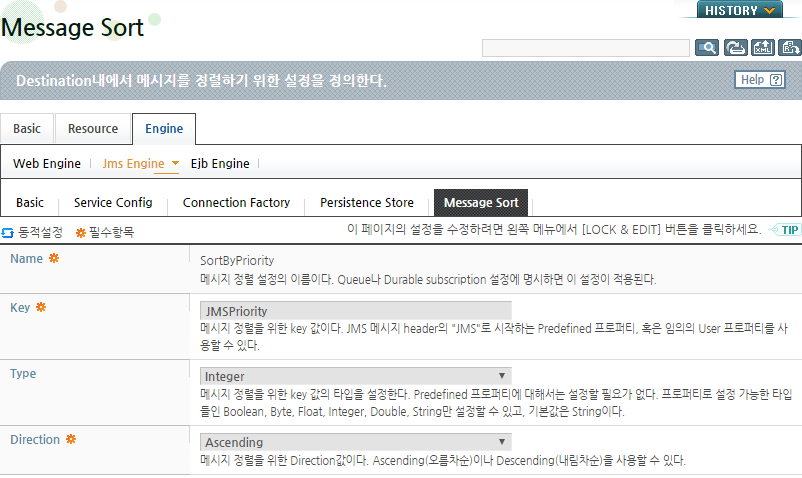 HISTORY
Message Sort
Destination내에서 메시지를 정렬하기 위한 설정을 정의한다.
Help
Basic Resource Engine
Web Engine Jms Engine Ejb Engine
Basic Service Config Connection Factory Persistence Store Message Sort
동적설정 필수항목 이 페이지의 설정을 수정하려면 왼쪽 메뉴에서 [LOCK & EDIT] 버튼을 클릭하세요. TIP
Name SortByPriority
메시지 정렬 설정의 이름이다. Queue나 Durable subscription 설정에 명시하면 이 설정이 적용된다.
Key JMSPriority
메시지 정렬을 위한 key 값이다. JMS 메시지 header의 "JMS"로 시작하는 Predefined 프로퍼티, 혹은 임의의 User 프로퍼티를 사
용할 수 있다.
Type Integer
메시지 정렬을 위한 key 값의 타입을 설정한다. Predefined 프로퍼티에 대해서는 설정할 필요가 없다. 프로퍼티로 설정 가능한 타입
들인 Boolean, Byte, Float, Integer, Double, String만 설정할 수 있고, 기본값은 String이다.
Direction Ascending
메시지 정렬을 위한 Direction값이다. Ascending(오름차순)이나 Descending(내림차순)을 사용할 수 있다.